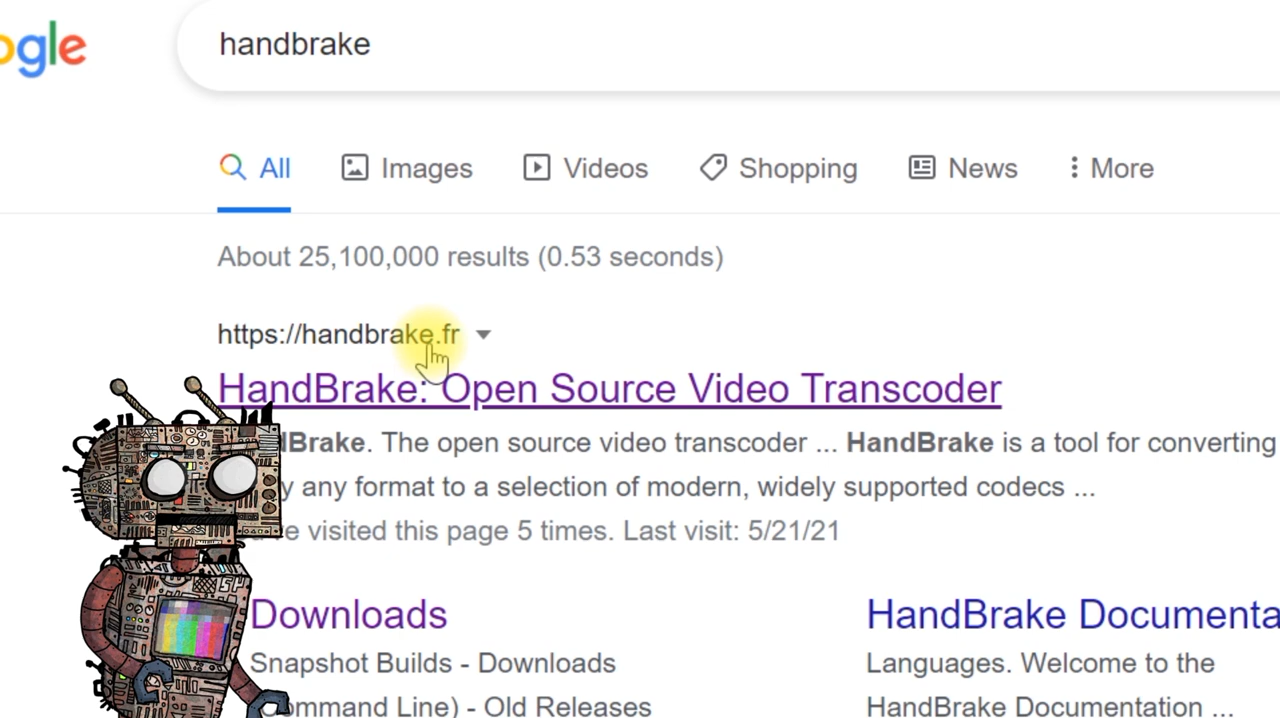 ogle
handbrake
All Images Videos Shopping News More
About 25,100,000 results (0.53 seconds)
https://handbrake.fr
HandBrake: Open Source Video Transcoder
dBrake. The open source video transcoder ... HandBrake is a tool for converting
y any format to a selection of modern, widely supported codecs ...
've visited this page 5 times. Last visit: 5/21/21
Downloads
Snapshot Builds - Downloads
ommand Line) - Old Releases
HandBrake Documenta
Languages. Welcome to the
HandBrake Documentation ...